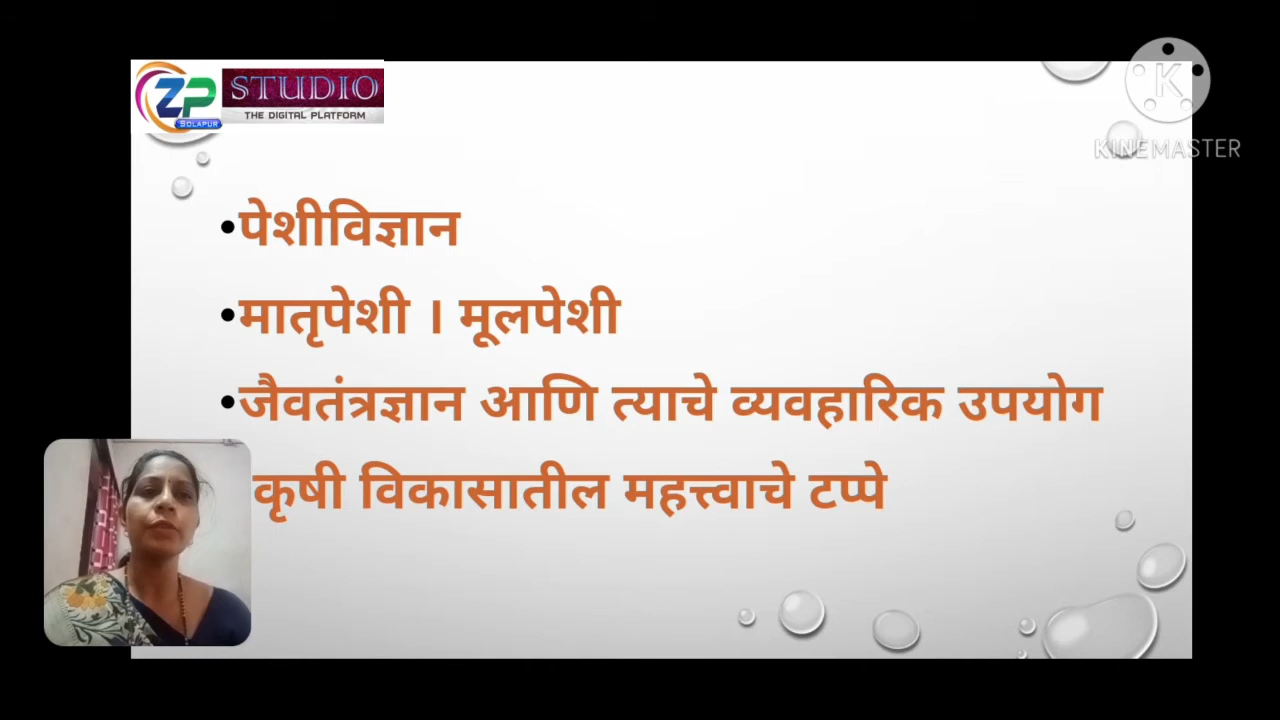 ZP
SOLAPUR
STUDIO
THE DIGITAL PLATFORM
K
KINEMASTER
•पेशीविज्ञान
•मातृपेशी । मूलपेशी
•जैवतंत्रज्ञान आणि त्याचे व्यवहारिक उपयोग
कृषी विकासातील महत्त्वाचे टप्पे